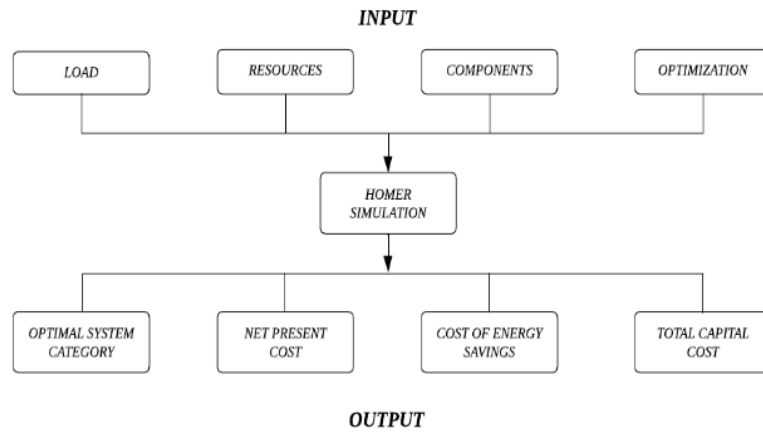 INPUT
LOAD
RESOURCES
COMPONENTS
OPTIMIZATION
HOMER
SIMULATION
OPTIMAL SYSTEM
CATEGORY
NET PRESENT
COST
COST OF ENERGY
SAVINGS
TOTAL CAPITAL
COST
OUTPUT